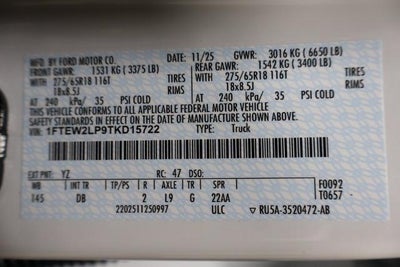 MFD. BY FORD MOTOR CO. DATE: 11/25 GVWR: 3016 KG ( 6650 LB)
FRONT GAWR: 1531 KG ( 3375 LB) REAR GAWR: 1542 KG ( 3400 LB)
WITH 275/65R18 116T TIRES WITH 275/65R18 116T TIRES
18x8.5J RIMS 18x8.5J RIMS
AT 240 kPa/ 35 PSI COLD AT 240 kPa/ 35 PSI COLD
THIS VEHICLE CONFORMS TO ALL APPLICABLE FEDERAL MOTOR VEHICLE
SAFETY STANDARDS IN EFFECT ON THE DATE OF MANUFACTURE SHOWN ABOVE.
VIN: 1FTEW2LP9TKD15722 TYPE: Truck
EXT PNT: YZ RC: 47 DSO: F0092
WB INT TR TP/PS R AXLE TR SPR T0657
145 DB 2 L9 G 22AA
2202511250997 ULC RU5A-3520472-AB